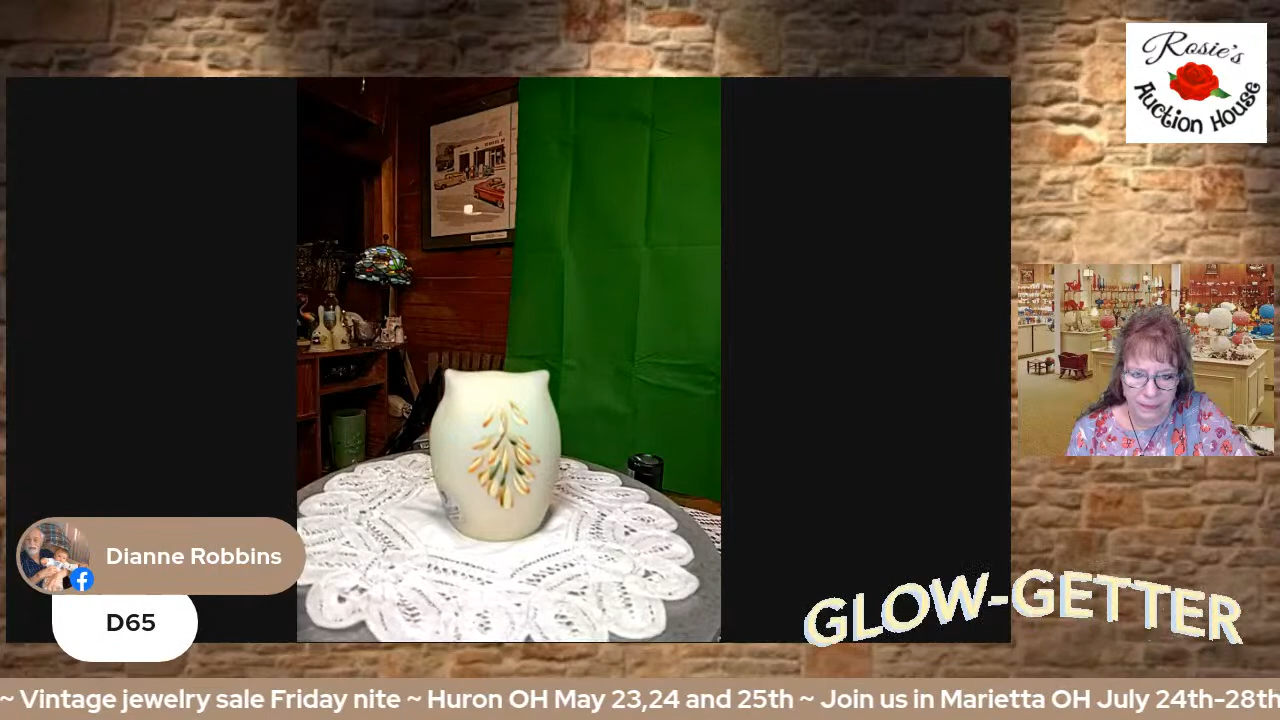 Rosie's
Auction House
Dianne Robbins
D65
GLOW-GETTER
~ Vintage jewelry sale Friday nite ~ Huron OH May 23,24 and 25th ~ Join us in Marietta OH July 24th-28th